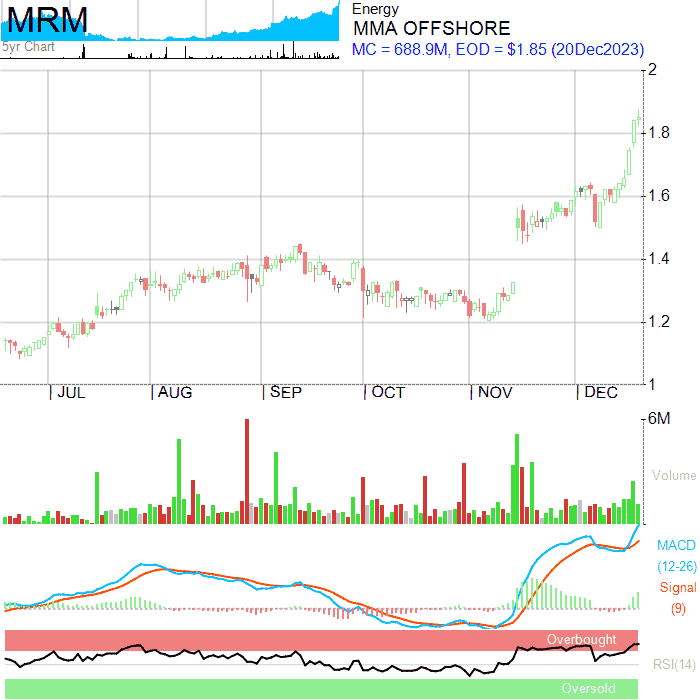 MRM
5yr Chart
Energy
MMA OFFSHORE
MC = 688.9M, EOD = $1.85 (20Dec2023)
2
1.8
1.6
1.4
1.2
1
JUL AUG SEP OCT NOV DEC
6M
Volume
MACD
(12-26)
Signal
(9)
Overbought
RSI(14)
Oversold